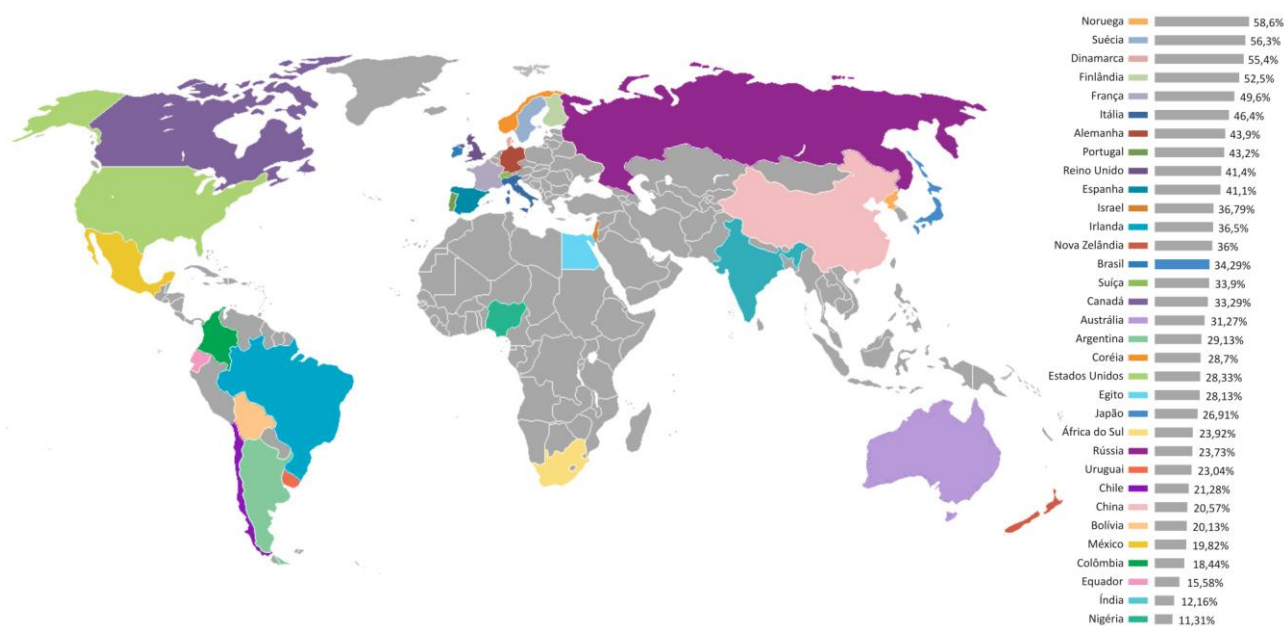 Noruega 58,6%
Suécia 56,3%
Dinamarca 55,4%
Finlândia 52,5%
França 49,6%
Itália 46,4%
Alemanha 43,9%
Portugal 43,2%
Reino Unido 41,4%
Espanha 41,1%
Israel 36,79%
Irlanda 36,5%
Nova Zelândia 36%
Brasil 34,29%
Suíça 33,9%
Canadá 33,29%
Austrália 31,27%
Argentina 29,13%
Coréia 28,7%
Estados Unidos 28,33%
Egito 28,13%
Japão 26,91%
África do Sul 23,92%
Rússia 23,73%
Uruguai 23,04%
Chile 21,28%
China 20,57%
Bolívia 20,13%
México 19,82%
Colômbia 18,44%
Equador 15,58%
Índia 12,16%
Nigéria 11,31%